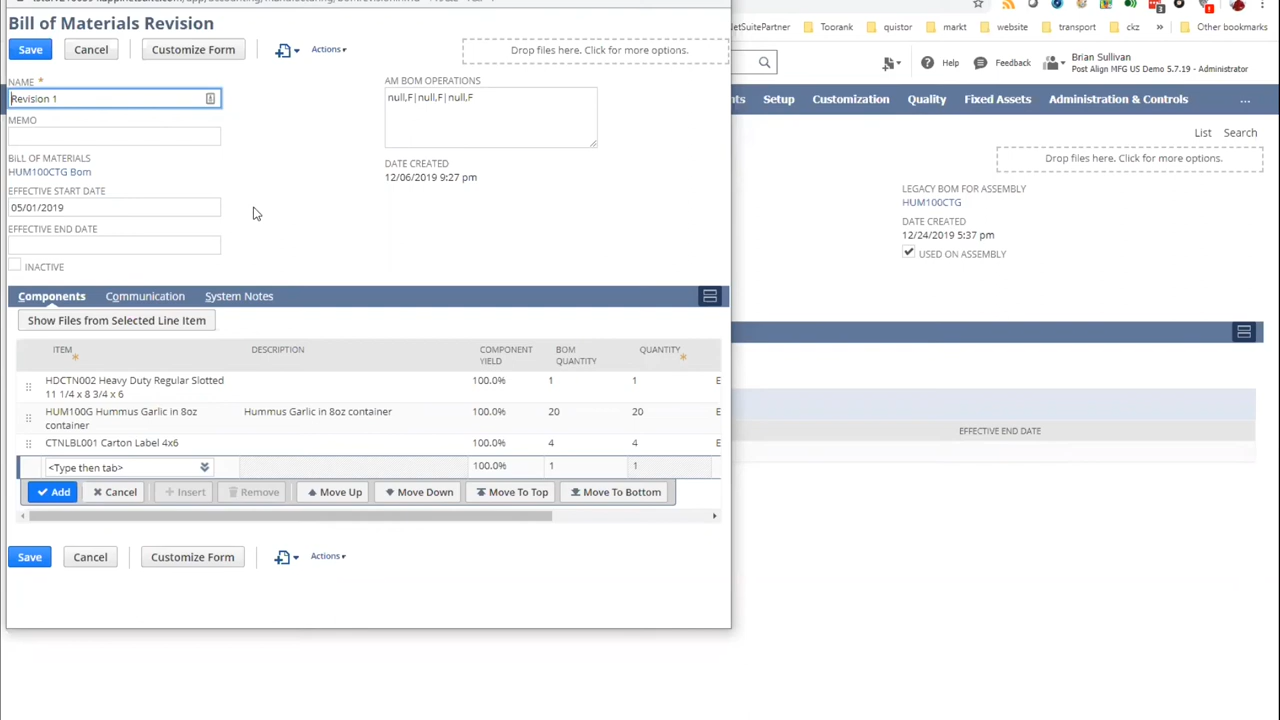 Bill of Materials Revision
Save
Cancel
Customize Form
Actions
Drop files here. Click for more options.
NAME *
Revision 1
MEMO
BILL OF MATERIALS
HUM100CTG Bom
EFFECTIVE START DATE
05/01/2019
EFFECTIVE END DATE
INACTIVE
AM BOM OPERATIONS
null,F|null,F|null,F
DATE CREATED
12/06/2019 9:27 pm
Components
Communication
System Notes
Show Files from Selected Line Item
ITEM *
DESCRIPTION
COMPONENT
YIELD
BOM
QUANTITY
QUANTITY *
HDCTN002 Heavy Duty Regular Slotted
11 1/4 x 8 3/4 x 6
100.0%
1
1
E
HUM100G Hummus Garlic in 8oz
container
Hummus Garlic in 8oz container
100.0%
20
20
E
CTNLBL001 Carton Label 4x6
100.0%
4
4
E
<Type then tab>
100.0%
1
1
Add
Cancel
Insert
Remove
Move Up
Move Down
Move To Top
Move To Bottom
Save
Cancel
Customize Form
Actions
etSuitePartner
Toorank
quistor
markt
website
transport
ckz
Other bookmarks
Help
Feedback
Brian Sullivan
Post Align MFG US Demo 5.7.19 - Administrator
nts
Setup
Customization
Quality
Fixed Assets
Administration & Controls
...
List
Search
Drop files here. Click for more options.
LEGACY BOM FOR ASSEMBLY
HUM100CTG
DATE CREATED
12/24/2019 5:37 pm
USED ON ASSEMBLY
EFFECTIVE END DATE